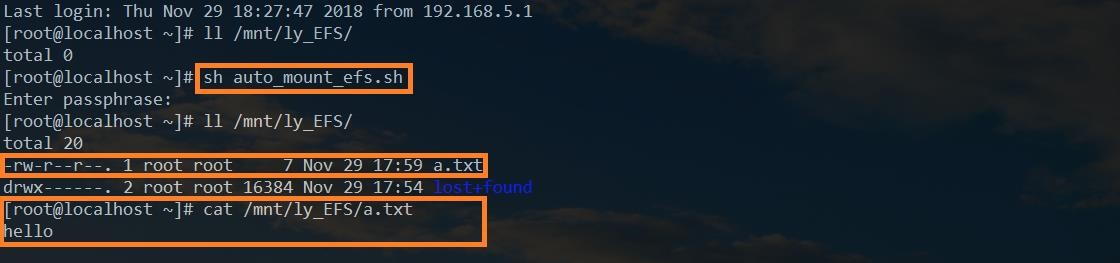 Last login: Thu Nov 29 18:27:47 2018 from 192.168.5.1
[root@localhost ~]# ll /mnt/ly_EFS/
total 0
[root@localhost ~]# sh auto_mount_efs.sh
Enter passphrase:
[root@localhost ~]# ll /mnt/ly_EFS/
total 20
-rw-r--r--. 1 root root     7 Nov 29 17:59 a.txt
drwx------. 2 root root 16384 Nov 29 17:54 lost+found
[root@localhost ~]# cat /mnt/ly_EFS/a.txt
hello